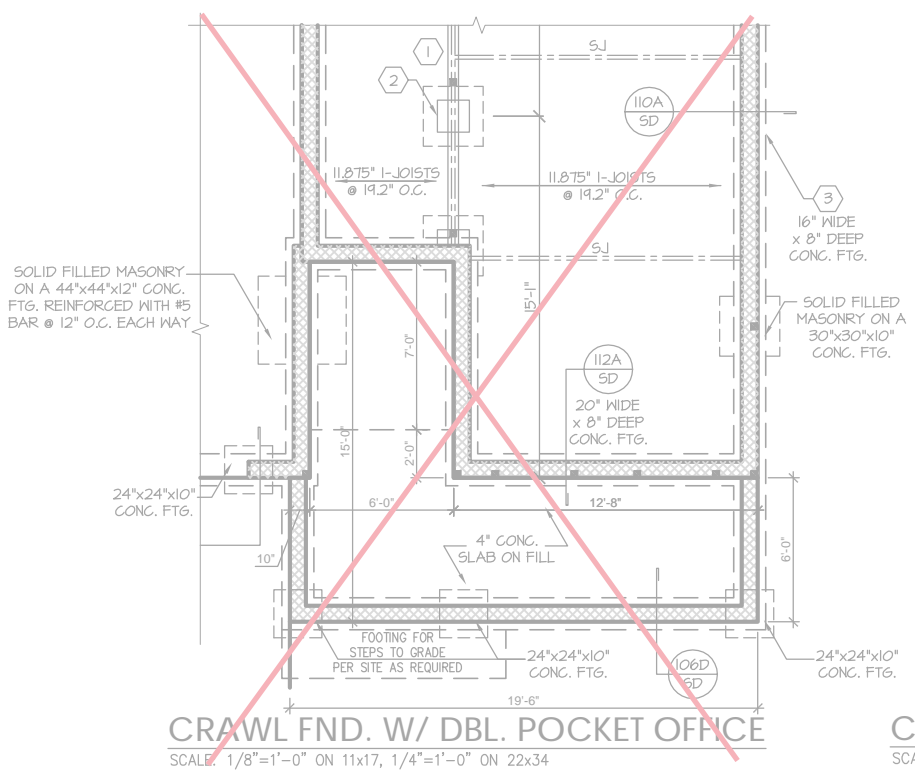 1
SJ
2
110A
SD
11.875" I-JOISTS
@ 19.2" O.C.
11.875" I-JOISTS
@ 19.2" O.C.
3
16" WIDE
x 8" DEEP
CONC. FTG.
SJ
SOLID FILLED MASONRY
ON A 44"x44"x12" CONC.
FTG. REINFORCED WITH #5
BAR @ 12" O.C. EACH WAY
15'-1"
SOLID FILLED
MASONRY ON A
30"x30"x10"
CONC. FTG.
7'-0"
112A
SD
20" WIDE
x 8" DEEP
CONC. FTG.
15'-0"
2'-0"
24"x24"x10"
CONC. FTG.
6'-0"
12'-8"
10"
4" CONC.
SLAB ON FILL
6'-0"
FOOTING FOR
STEPS TO GRADE
PER SITE AS REQUIRED
24"x24"x10"
CONC. FTG.
106D
SD
24"x24"x10"
CONC. FTG.
19'-6"
CRAWL FND. W/ DBL. POCKET OFFICE
SCALE: 1/8"=1'-0" ON 11x17, 1/4"=1'-0" ON 22x34
C
SCA